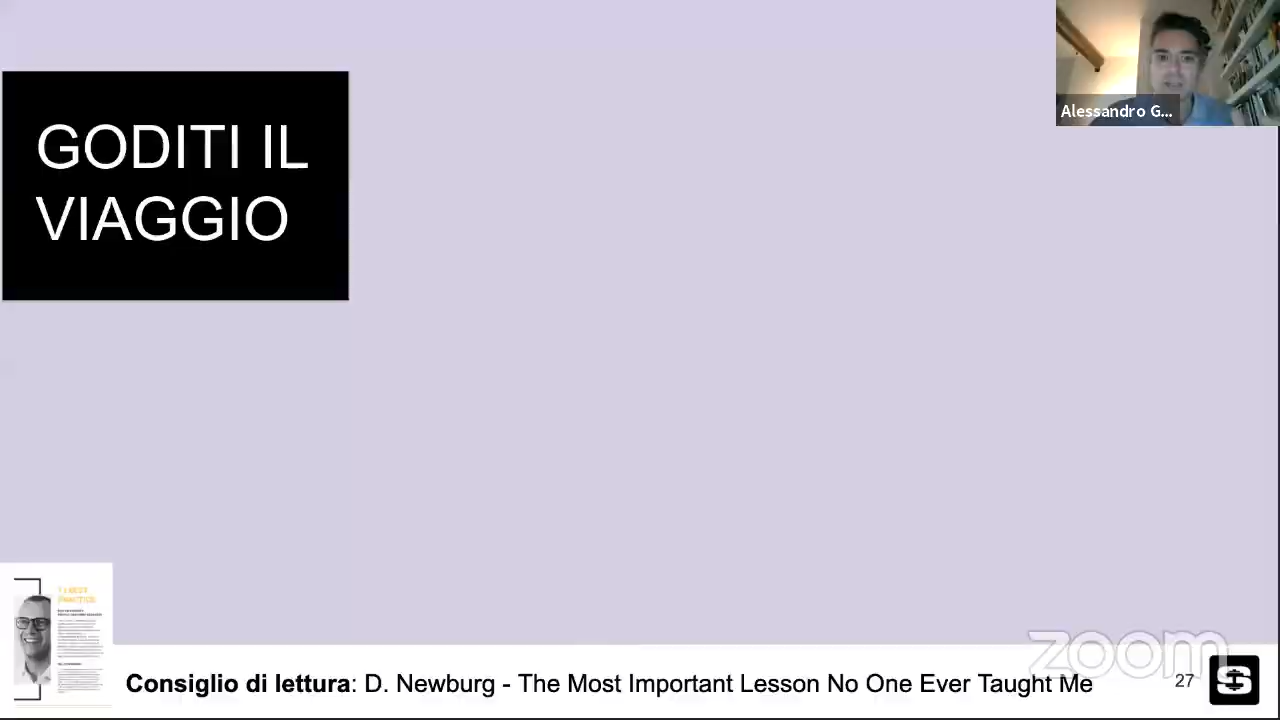 GODITI IL
VIAGGIO
Alessandro G...
Consiglio di lettura: D. Newburg - The Most Important Lesson No One Ever Taught Me
zoom
27